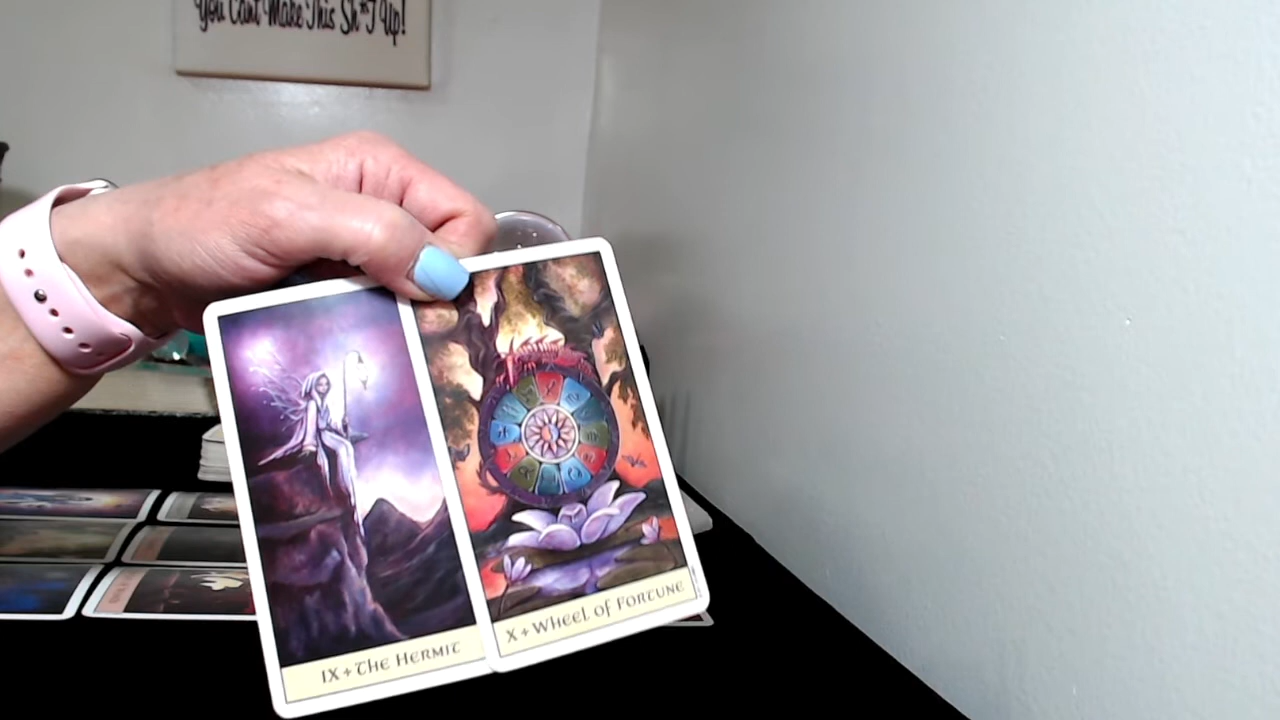 You Can't Make This Sh*T Up!
IX + The Hermit
X + Wheel of Fortune